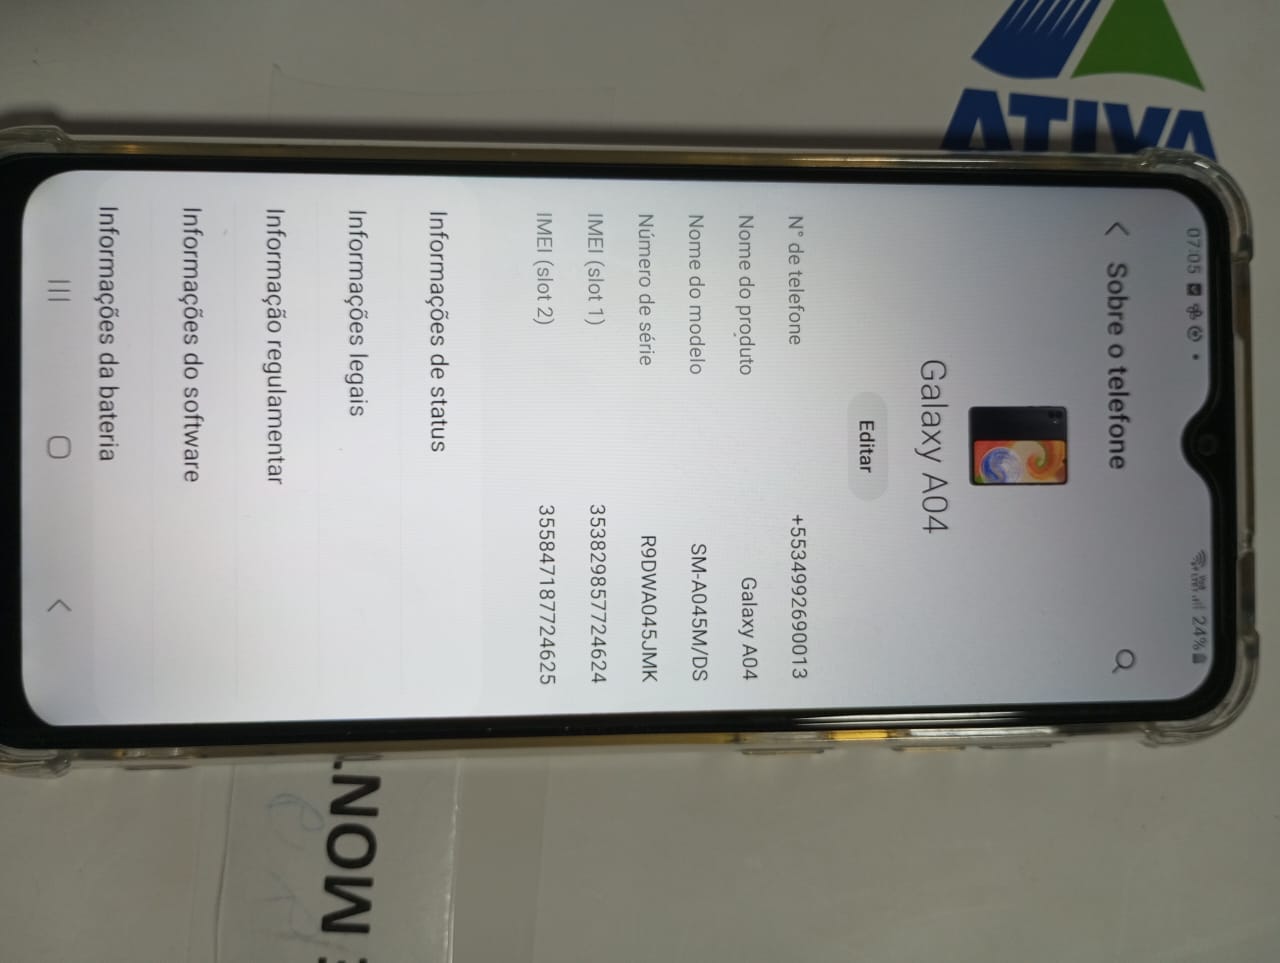 ATIVA
07:05
24%
Sobre o telefone
Galaxy A04
Editar
N° de telefone +5534992690013
Nome do produto Galaxy A04
Nome do modelo SM-A045M/DS
Número de série R9DWA045JMK
IMEI (slot 1) 353829857724624
IMEI (slot 2) 355847187724625
Informações de status
Informações legais
Informação regulamentar
Informações do software
Informações da bateria